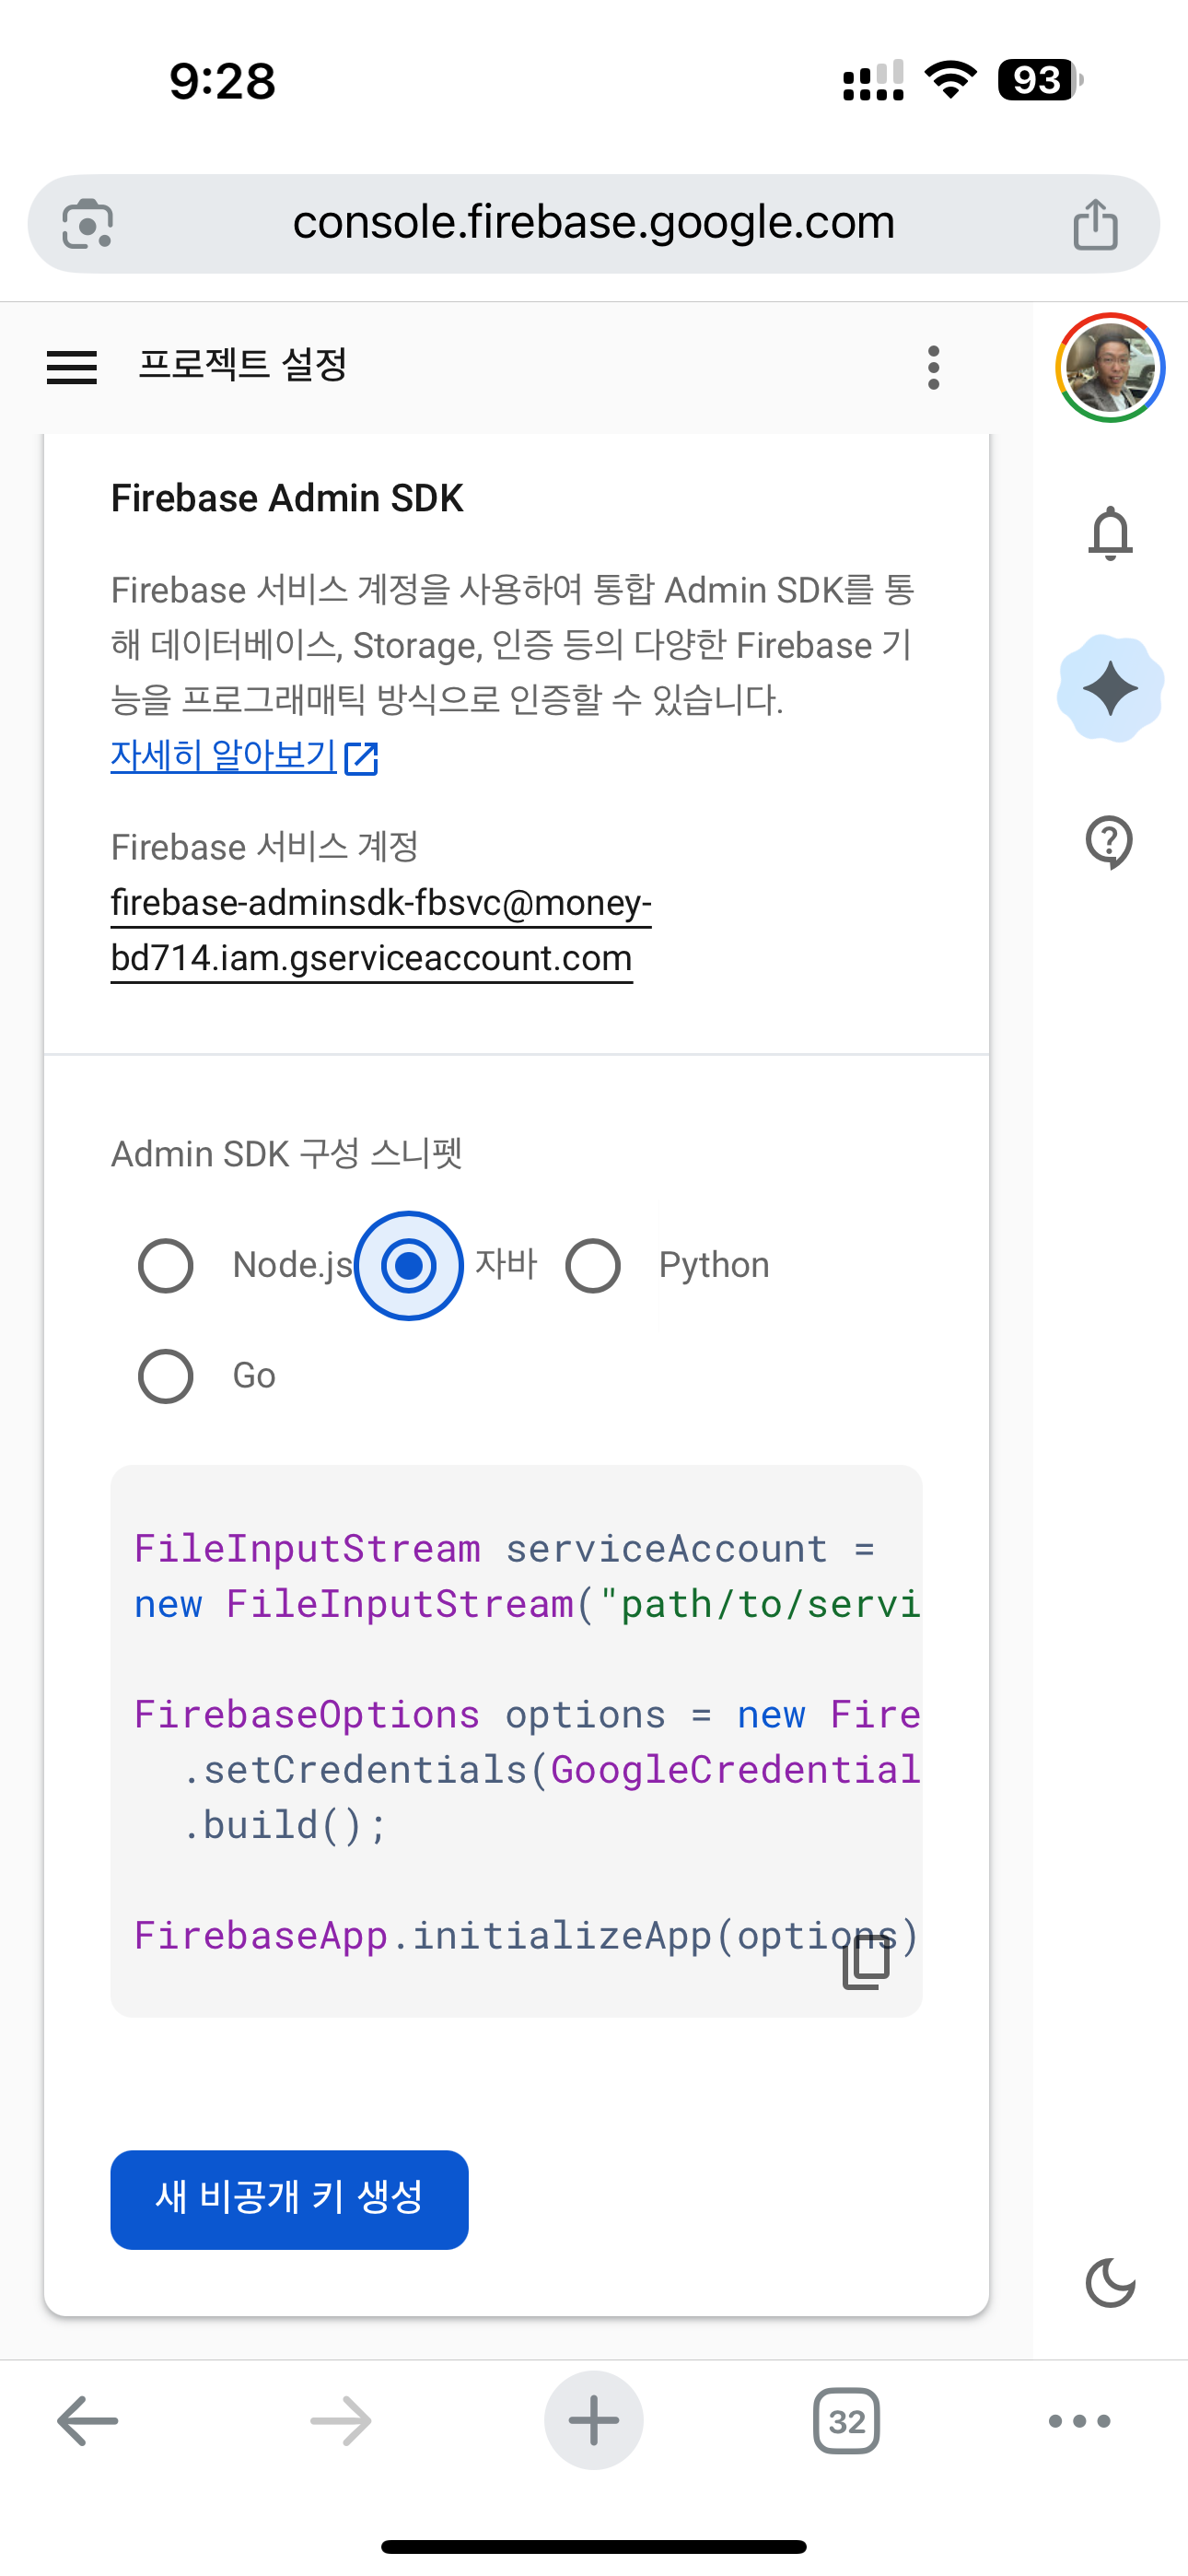 9:28
93
console.firebase.google.com
프로젝트 설정
Firebase Admin SDK
Firebase 서비스 계정을 사용하여 통합 Admin SDK를 통
해 데이터베이스, Storage, 인증 등의 다양한 Firebase 기
능을 프로그래매틱 방식으로 인증할 수 있습니다.
자세히 알아보기
Firebase 서비스 계정
firebase-adminsdk-fbsvc@money-
bd714.iam.gserviceaccount.com
Admin SDK 구성 스니펫
Node.js 자바 Python
Go
FileInputStream serviceAccount =
new FileInputStream("path/to/servi
FirebaseOptions options = new Fire
.setCredentials(GoogleCredential
.build();
FirebaseApp.initializeApp(options)
새 비공개 키 생성
32